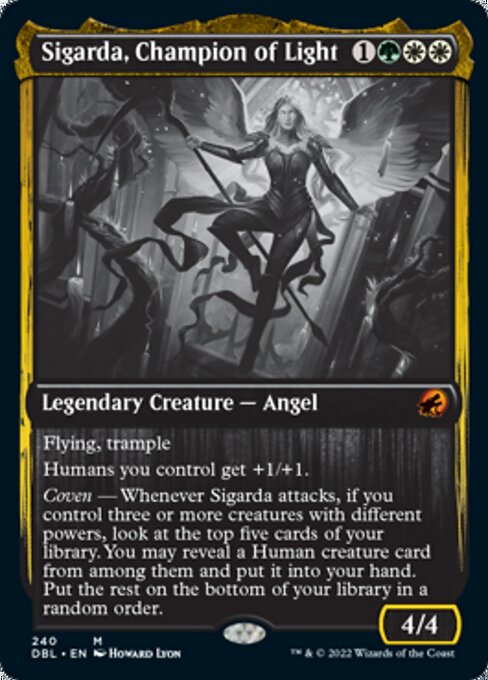 Sigarda, Champion of Light 1
Legendary Creature — Angel
Flying, trample
Humans you control get +1/+1.
Coven — Whenever Sigarda attacks, if you
control three or more creatures with different
powers, look at the top five cards of your
library. You may reveal a Human creature card
from among them and put it into your hand.
Put the rest on the bottom of your library in a
random order.
4/4
240 M
DBL • EN Howard Lyon
™ & © 2022 Wizards of the Coast